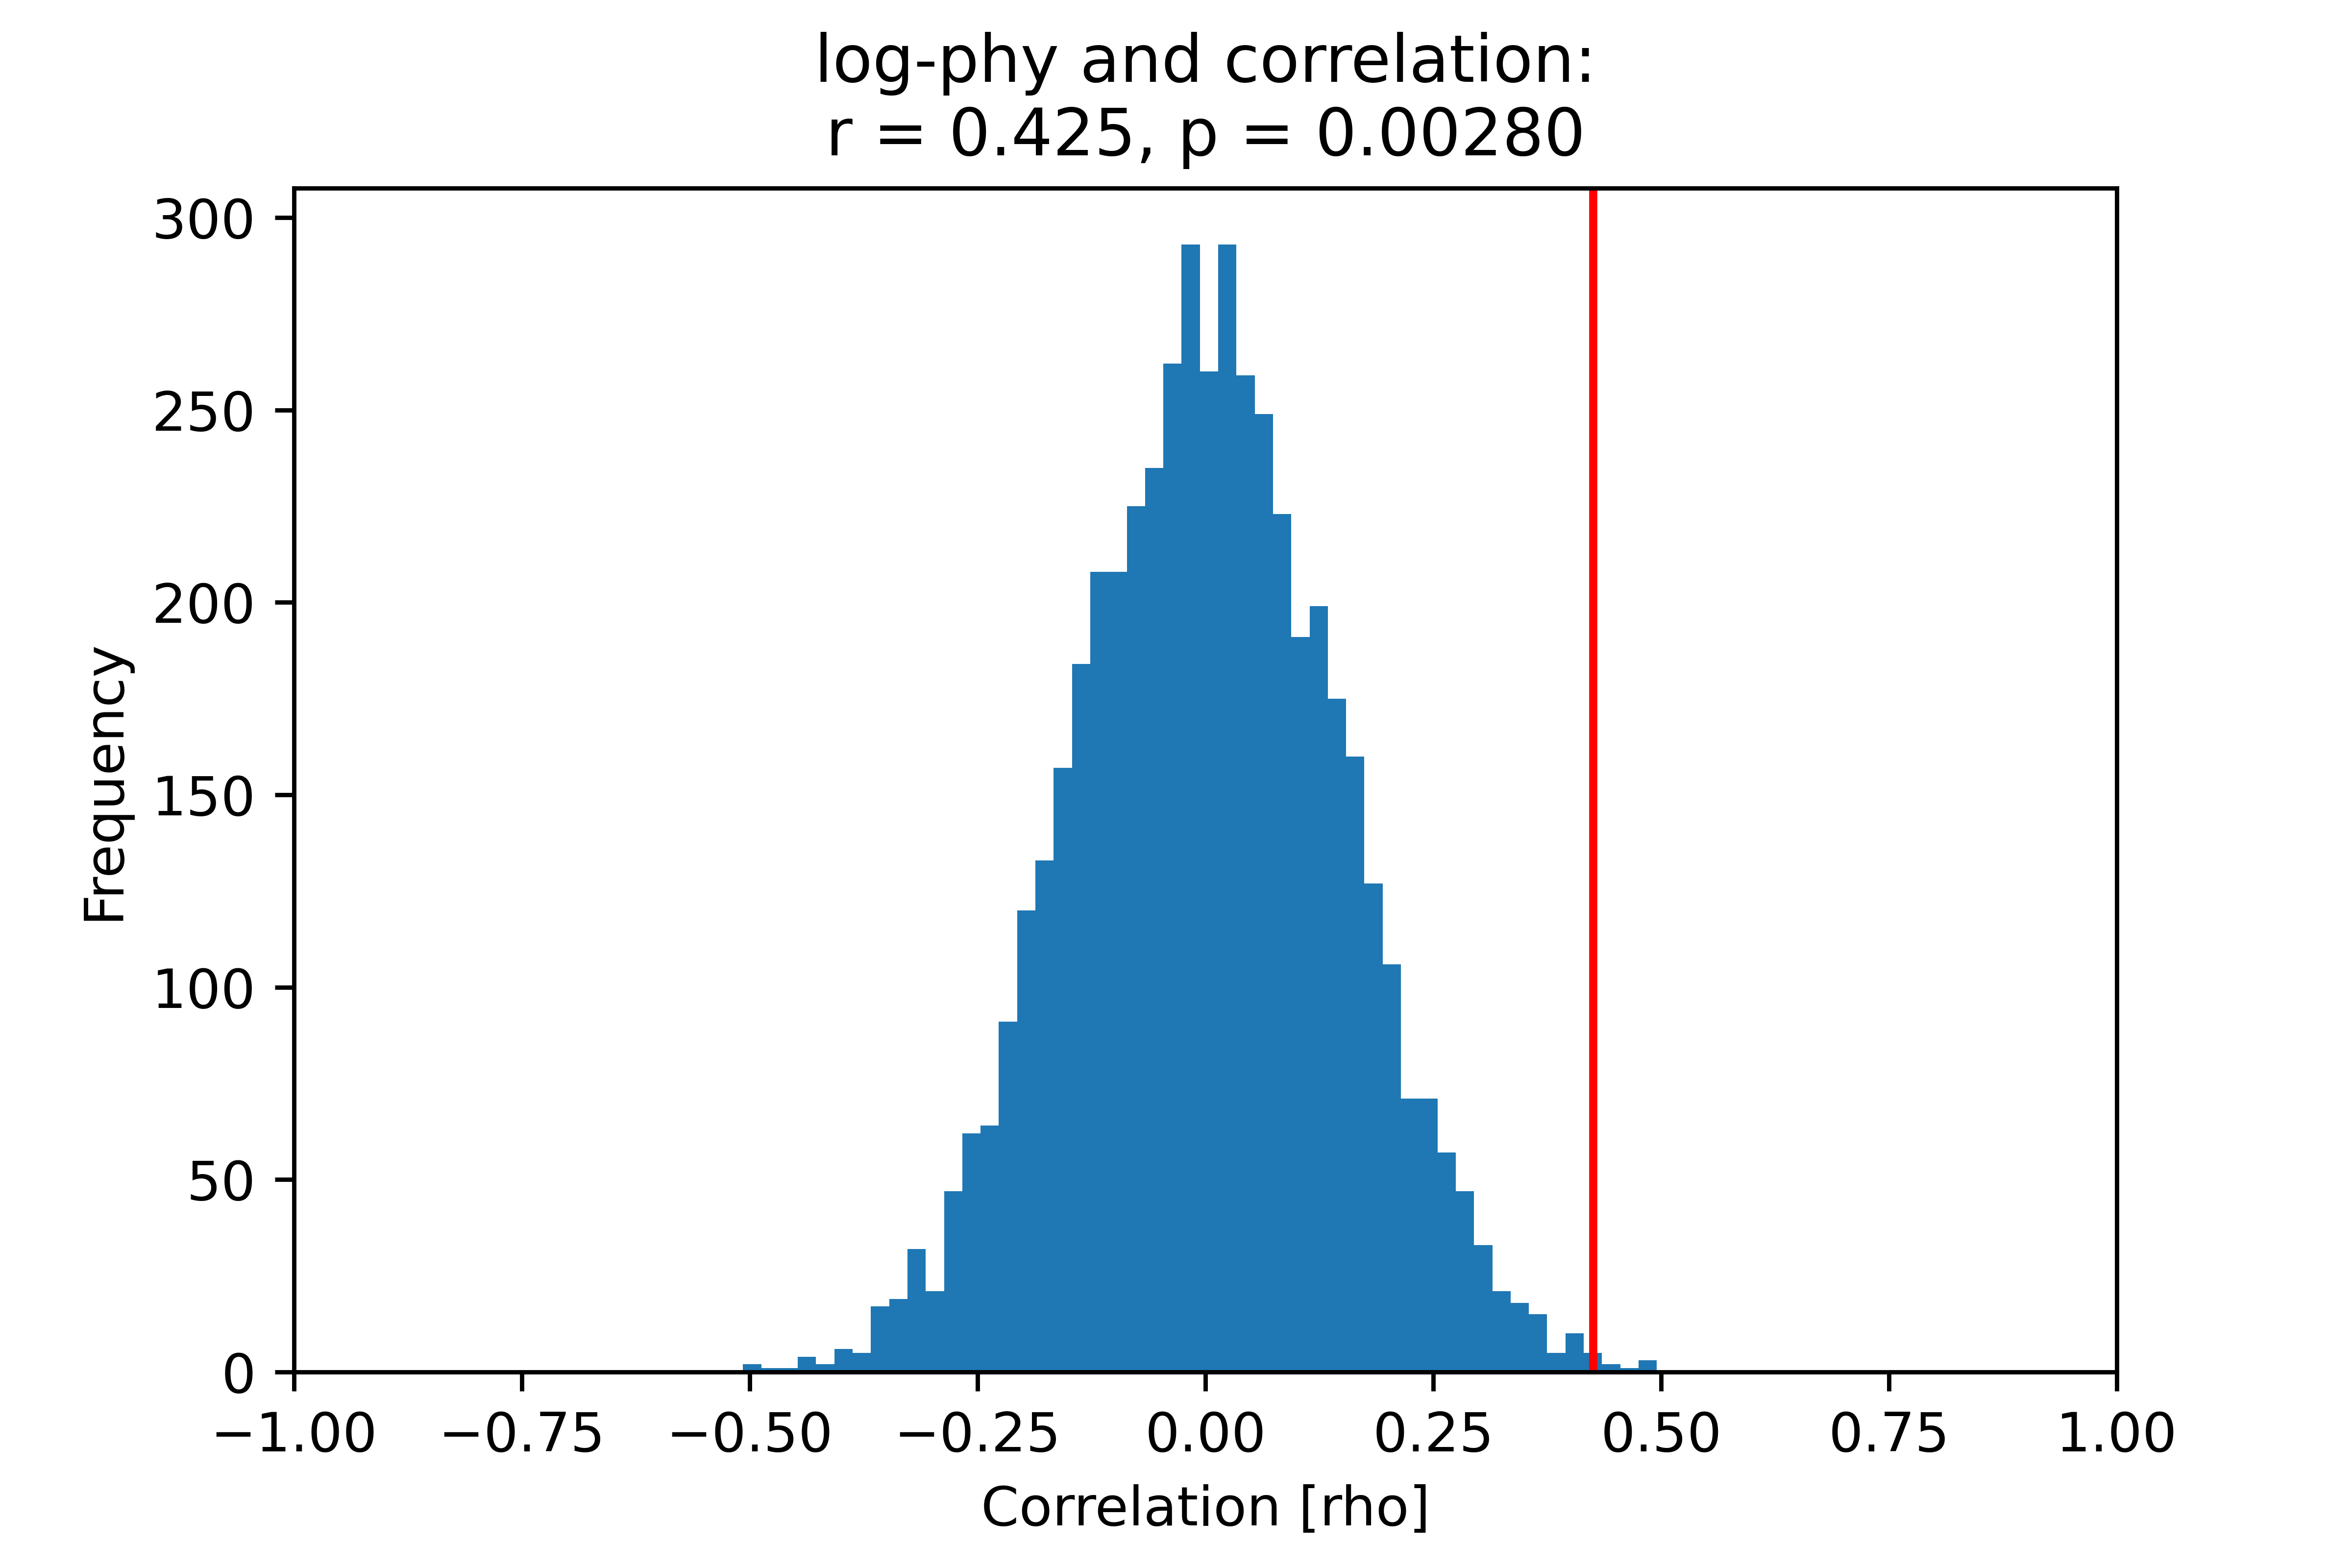 log-phy and correlation:
r = 0.425, p = 0.00280
300
250
200
150
100
50
0
Frequency
−1.00 −0.75 −0.50 −0.25 0.00 0.25 0.50 0.75 1.00
Correlation [rho]